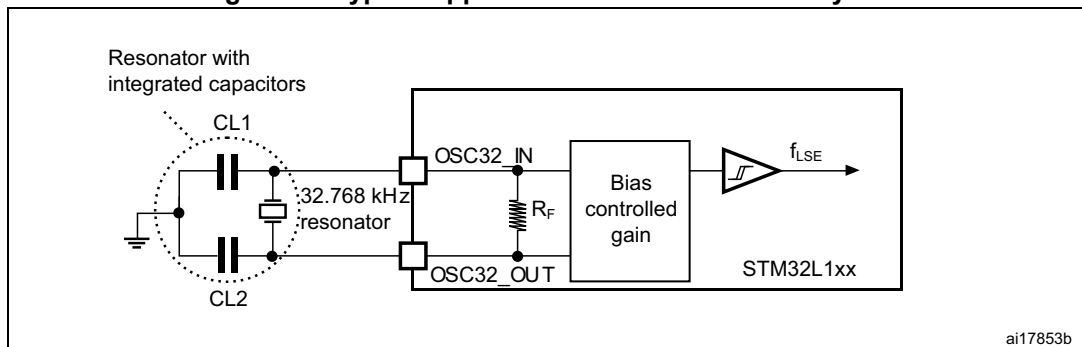 Resonator with
integrated capacitors
CL1
OSC32_IN
fLSE
32.768 kHz
resonator
RF
Bias
controlled
gain
STM32L1xx
OSC32_OUT
CL2
ai17853b